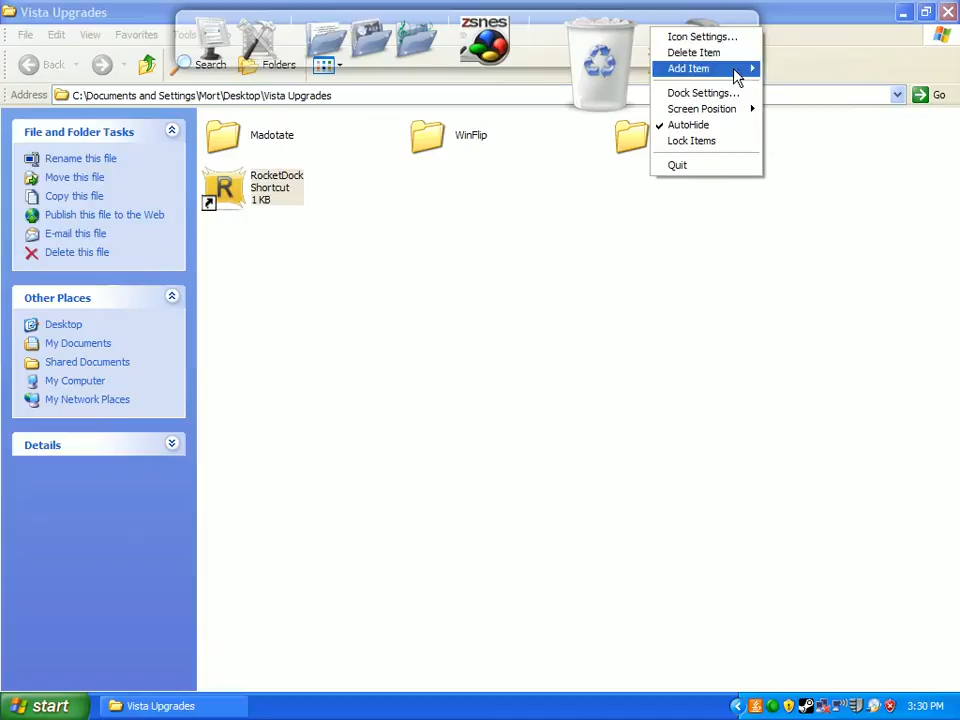 Vista Upgrades
File Edit View Favorites Tools
Back Search Folders
Address C:\Documents and Settings\Mort\Desktop\Vista Upgrades Go
zsnes
Icon Settings...
Delete Item
Add Item
Dock Settings...
Screen Position
AutoHide
Lock Items
Quit
File and Folder Tasks
Rename this file
Move this file
Copy this file
Publish this file to the Web
E-mail this file
Delete this file
Other Places
Desktop
My Documents
Shared Documents
My Computer
My Network Places
Details
Madotate
WinFlip
RocketDock
Shortcut
1 KB
R
start Vista Upgrades 3:30 PM